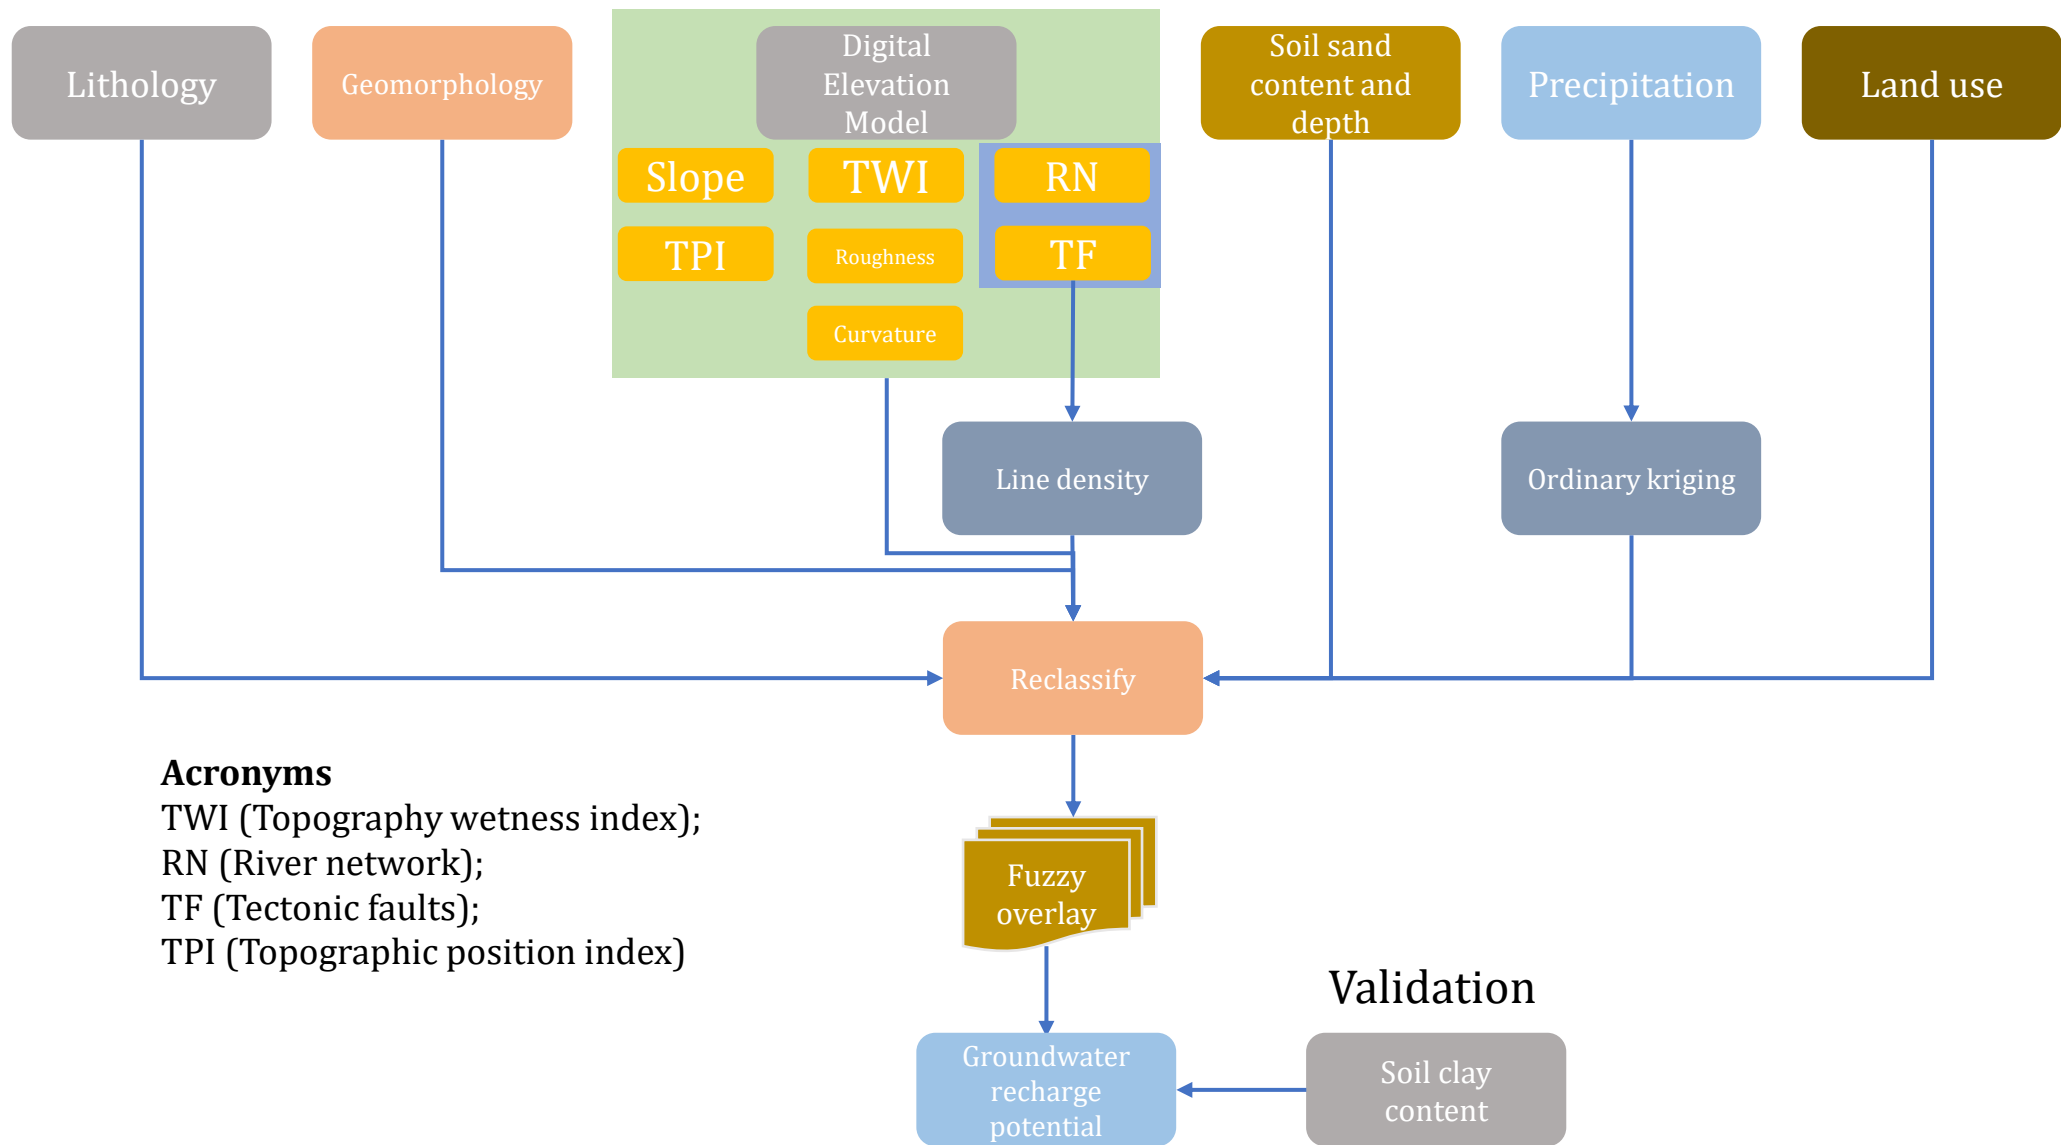 Lithology
Geomorphology
Digital
Elevation
Model
Soil sand
content and
depth
Precipitation
Land use
Slope
TWI
RN
TPI
Roughness
TF
Curvature
Line density
Ordinary kriging
Reclassify
Acronyms
TWI (Topography wetness index);
RN (River network);
TF (Tectonic faults);
TPI (Topographic position index)
Fuzzy
overlay
Validation
Groundwater
recharge
potential
Soil clay
content